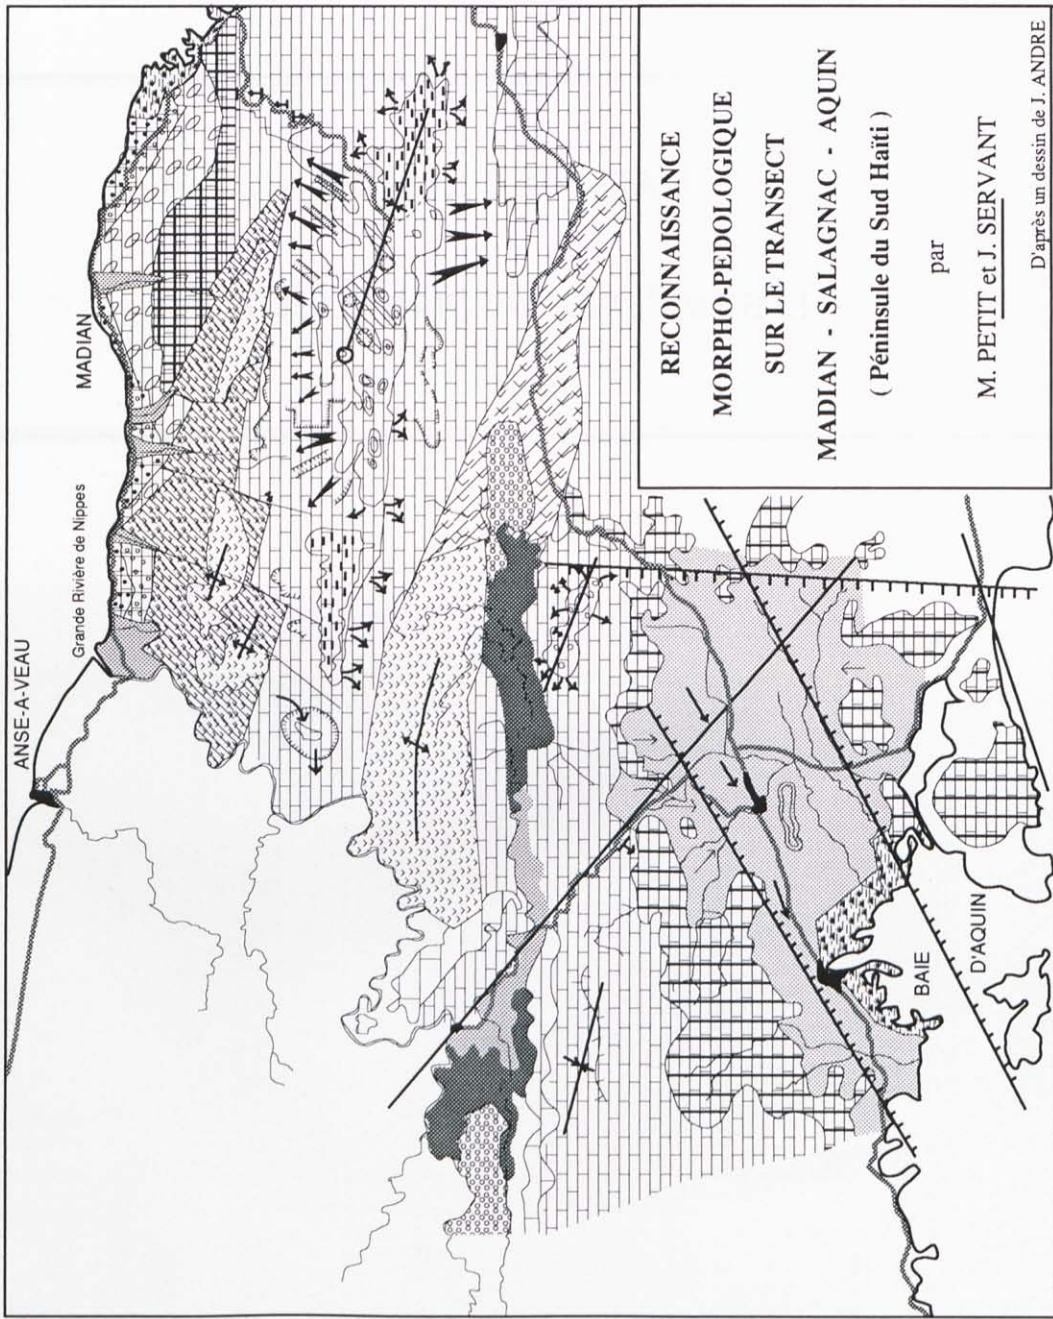 ANSE-A-VEAU
Grande Rivière de Nippes
MADIAN
BAIE
D'AQUIN
RECONNAISSANCE
MORPHO-PEDOLOGIQUE
SUR LE TRANSECT
MADIAN - SALAGNAC - AQUIN
( Péninsule du Sud Haïti )
par
M. PETIT et J. SERVANT
D'après un dessin de J. ANDRE